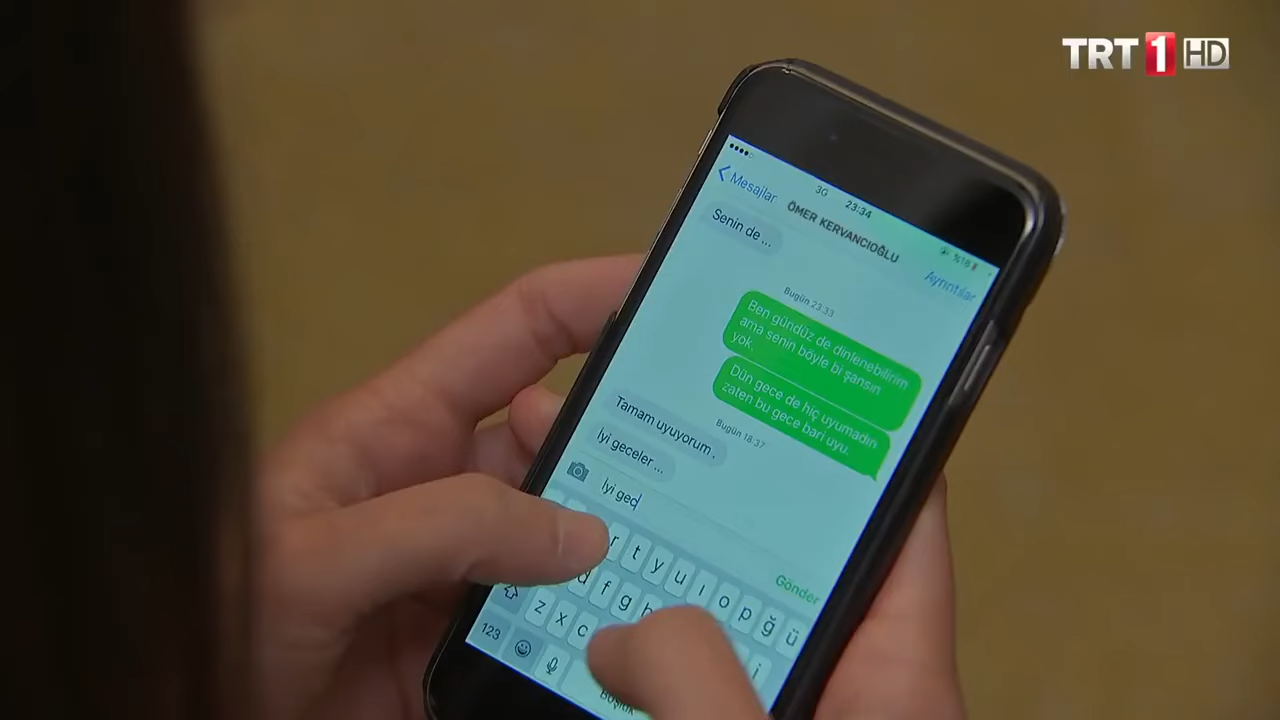 TRT 1 HD
3G
23:34
%18
Mesajlar
ÖMER KERVANCIOĞLU
Ayrıntılar
Senin de ...
Bugün 23:33
Ben gündüz de dinlenebilirim
ama senin böyle bi şansın
yok.
Dün gece de hiç uyumadın
zaten bu gece bari uyu.
Bugün 18:37
Tamam uyuyorum .
İyi geceler ...
İyi gec
Gönder
r t y u ı o p ğ ü
d f g h
i
z x c
123
Boşluk